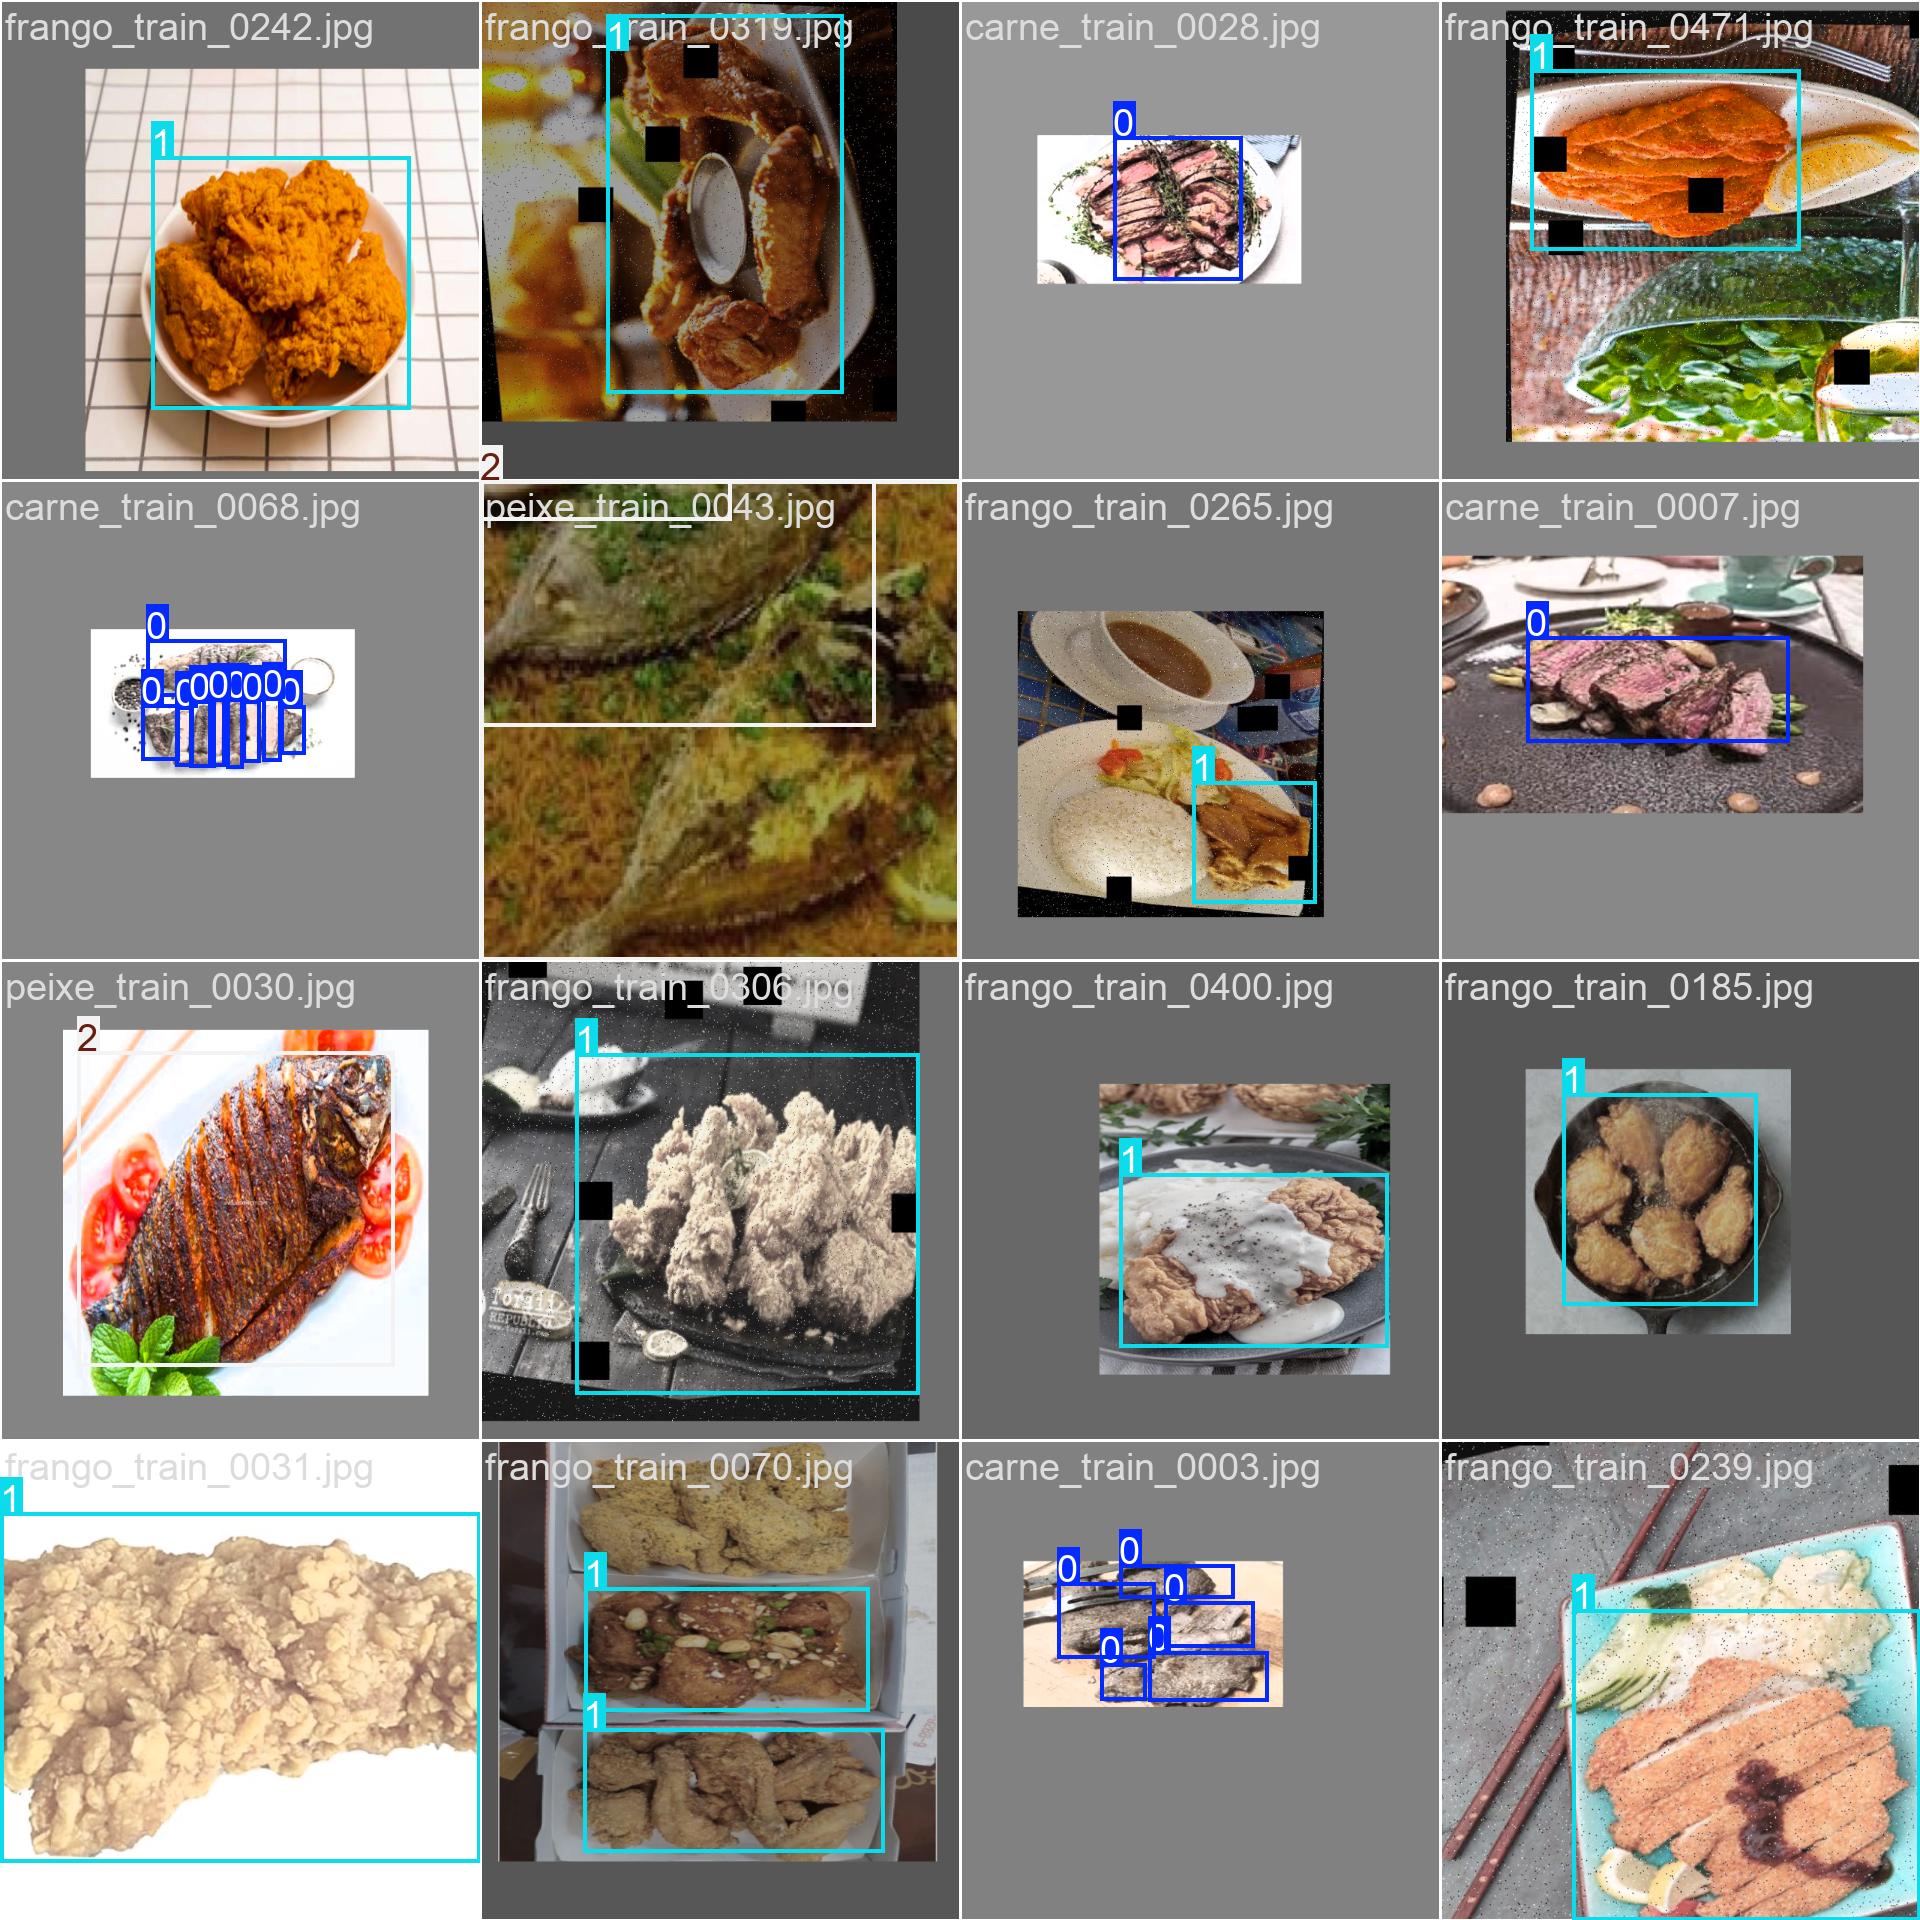 frango_train_0242.jpg
1
frango_train_0319.jpg
1
2
carne_train_0028.jpg
0
frango_train_0471.jpg
1
carne_train_0068.jpg
0
0 0 0 0 0 0 0 0
peixe_train_0043.jpg
frango_train_0265.jpg
1
carne_train_0007.jpg
0
peixe_train_0030.jpg
2
frango_train_0306.jpg
1
REPUBLIC
frango_train_0400.jpg
1
frango_train_0185.jpg
1
frango_train_0031.jpg
1
frango_train_0070.jpg
1
1
carne_train_0003.jpg
0
0
0
0
0
frango_train_0239.jpg
1